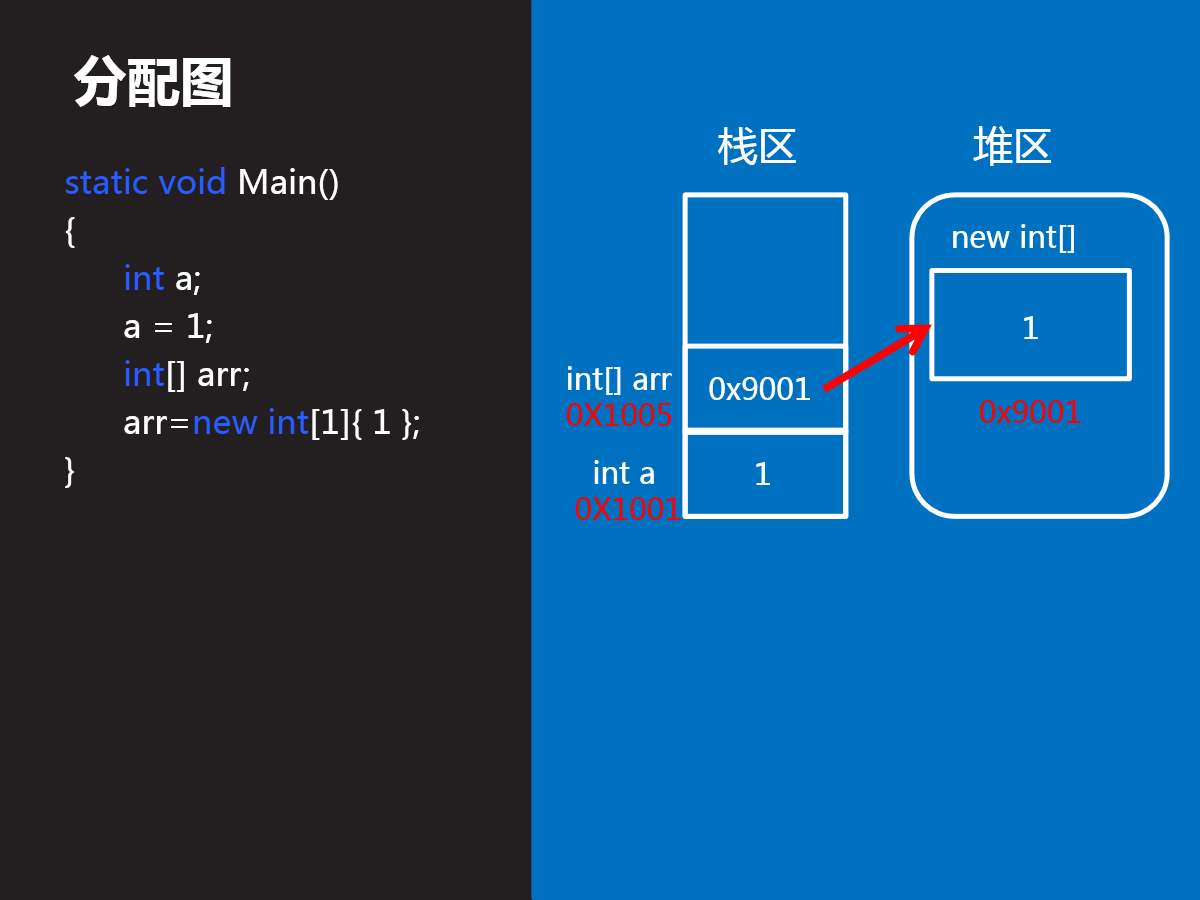 分配图
static void Main()
{
int a;
a = 1;
int[] arr;
arr=new int[1]{ 1 };
}
栈区
堆区
new int[]
1
0x9001
int[] arr
0X1005
0x9001
int a
0X1001
1